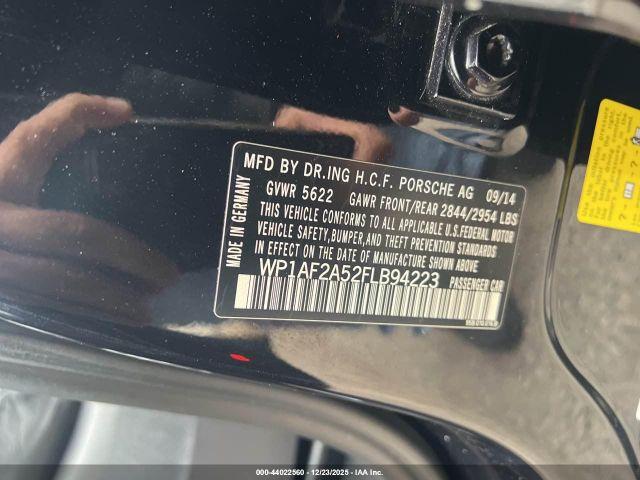 MFD BY DR.ING H.C.F. PORSCHE AG 09/14
GVWR 5622 GAWR FRONT/REAR 2844/2954 LBS
THIS VEHICLE CONFORMS TO ALL APPLICABLE U.S.FEDERAL MOTOR
VEHICLE SAFETY, BUMPER, AND THEFT PREVENTION STANDARDS
IN EFFECT ON THE DATE OF MANUFACTURE SHOWN ABOVE
WP1AF2A52FLB94223 PASSENGER CAR
MADE IN GERMANY
000-44022560 - 12/23/2025 - IAA Inc.